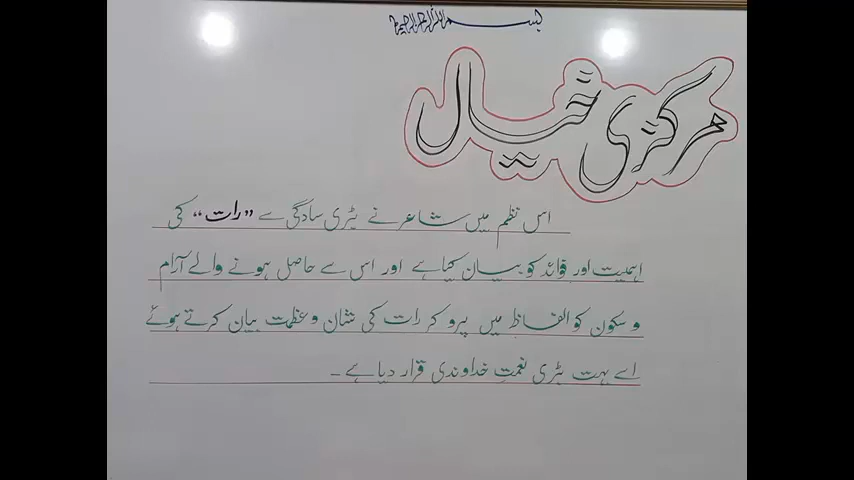 بسم اللہ الرحمن الرحیم
مرکزی خیال
اس نظم میں شاعر نے بڑی سادگی سے "رات" کی
اہمیت اور فوائد کو بیان کیا ہے اور اس سے حاصل ہونے والے آرام
و سکون کو الفاظ میں پرو کر رات کی شان و عظمت بیان کرتے ہوئے
اسے بہت بڑی نعمتِ خداوندی قرار دیا ہے ۔